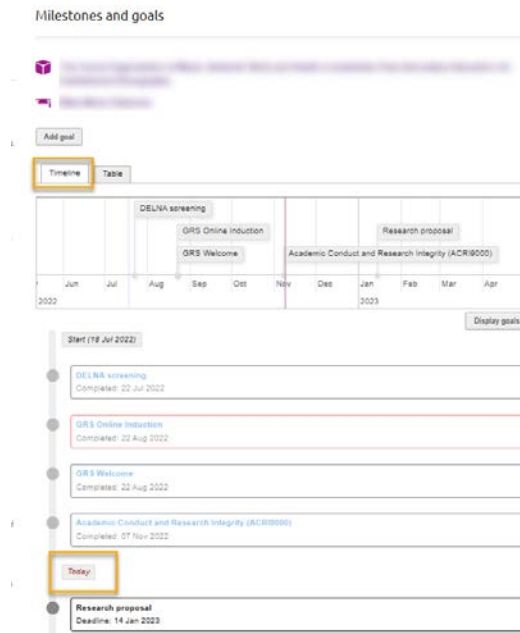 Milestones and goals
Add goal
Timeline Table
DELNA screening
GRS Online Induction Research proposal
GRS Welcome Academic Conduct and Research Integrity (ACRI9000)
Jun Jul Aug Sep Oct Nov Dec Jan Feb Mar Apr
2022 2023
Display goals
Start (18 Jul 2022)
DELNA screening
Completed: 22 Jul 2022
GRS Online Induction
Completed: 22 Aug 2022
GRS Welcome
Completed: 22 Aug 2022
Academic Conduct and Research Integrity (ACRI9000)
Completed: 07 Nov 2022
Today
Research proposal
Deadline: 14 Jan 2023